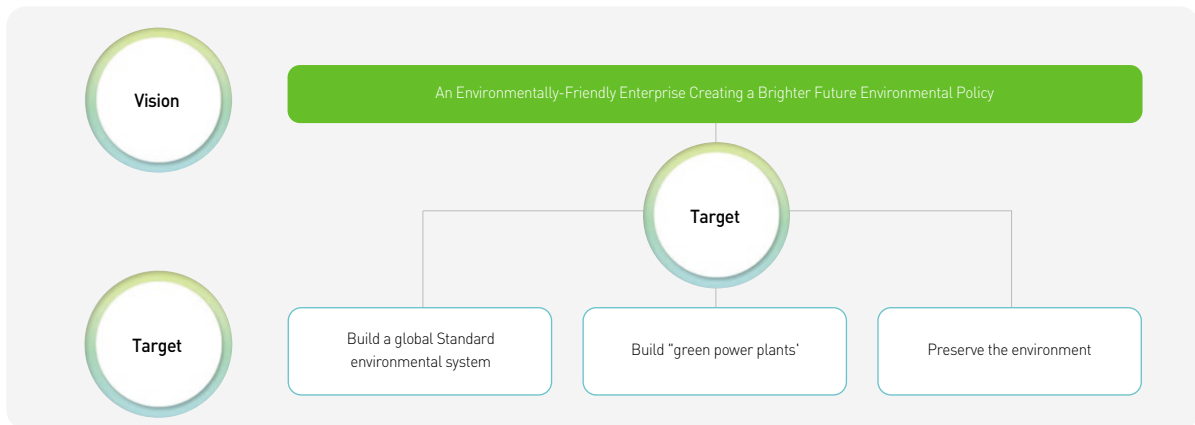 Vision
An Environmentally-Friendly Enterprise Creating a Brighter Future Environmental Policy
Target
Target
Build a global Standard
environmental system
Build "green power plants'
Preserve the environment